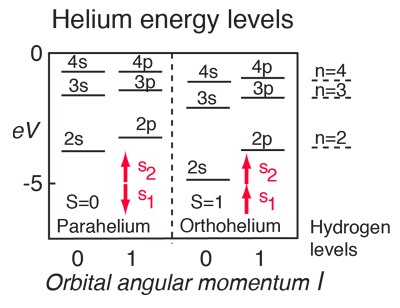 Helium energy levels
0
4s 4p 4s 4p n=4
3s 3p 3s 3p n=3
eV
2s 2p 2p n=2
s2 s2
-5 2s
S=0 s1 S=1 s1
Parahelium Orthohelium Hydrogen
levels
0 1 0 1
Orbital angular momentum l